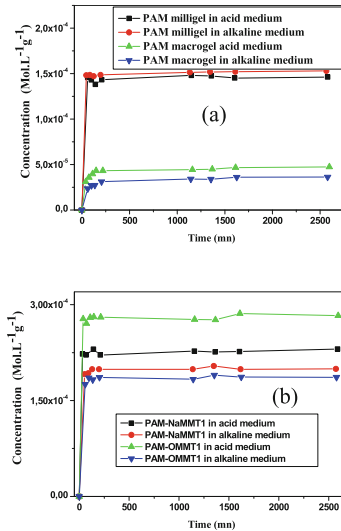 PAM milligel in acid medium
PAM milligel in alkaline medium
PAM macrogel acid medium
PAM macrogel in alkaline medium
2,0x10⁻⁴
1,5x10⁻⁴
1,0x10⁻⁴
5,0x10⁻⁵
0,0
Concentration (Mol.L⁻¹g⁻¹)
(a)
0 500 1000 1500 2000 2500
Time (mn)
3,00x10⁻⁴
1,50x10⁻⁴
0,00
Concentration (Mol.L⁻¹g⁻¹)
(b)
PAM-NaMMT1 in acid medium
PAM-NaMMT1 in alkaline medium
PAM-OMMT1 in acid medium
PAM-OMMT1 in alkaline medium
0 500 1000 1500 2000 2500
Time (mn)